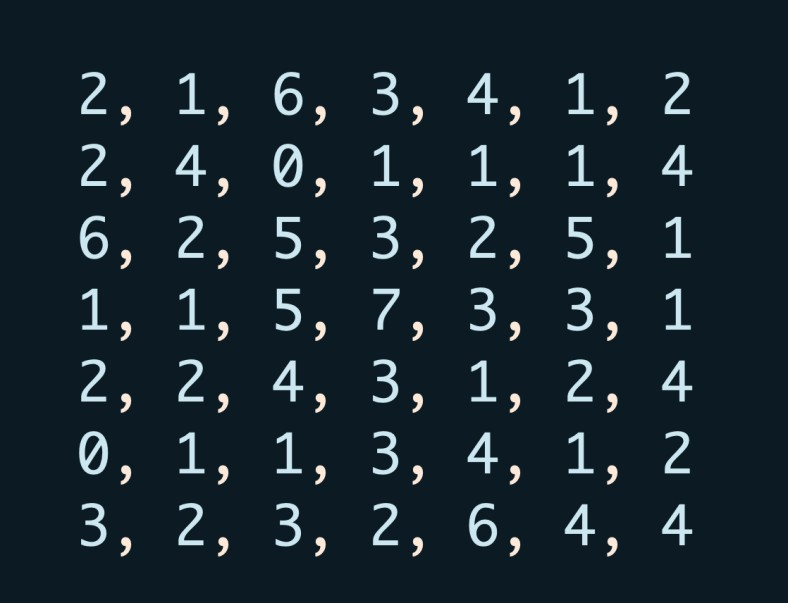 2, 1, 6, 3, 4, 1, 2
2, 4, 0, 1, 1, 1, 4
6, 2, 5, 3, 2, 5, 1
1, 1, 5, 7, 3, 3, 1
2, 2, 4, 3, 1, 2, 4
0, 1, 1, 3, 4, 1, 2
3, 2, 3, 2, 6, 4, 4